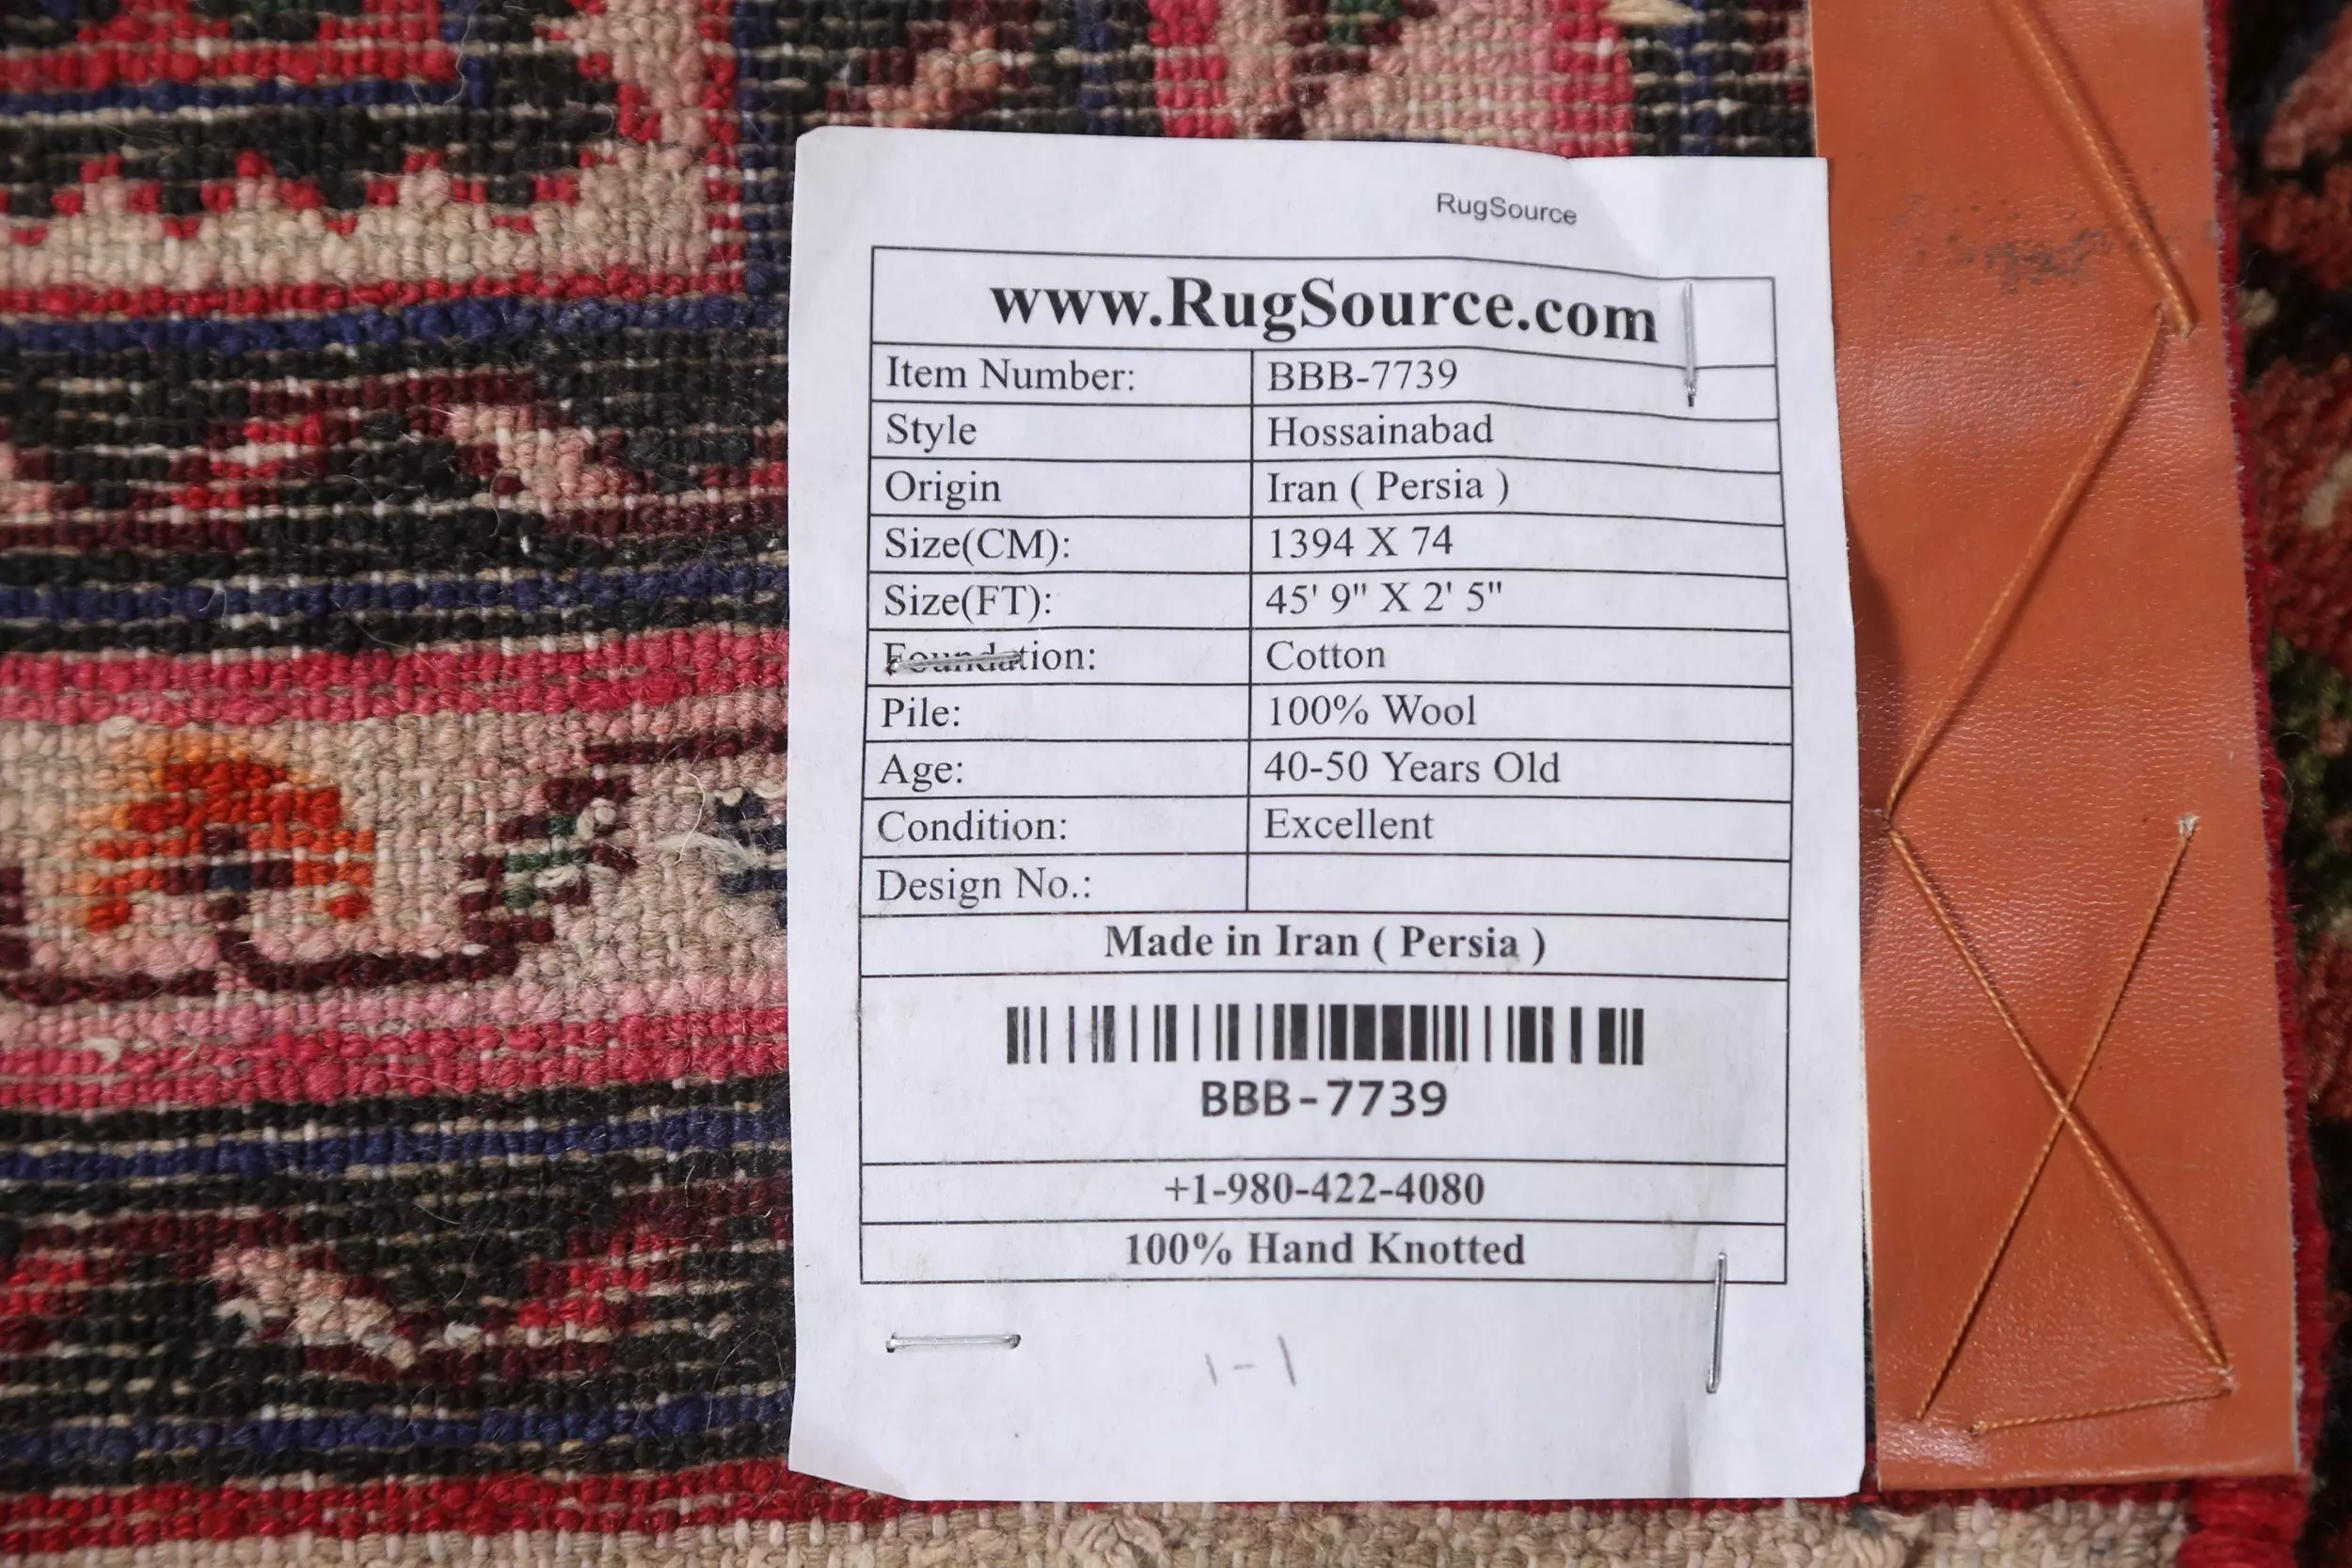 RugSource
www.RugSource.com
Item Number: BBB-7739
Style Hossainabad
Origin Iran ( Persia )
Size(CM): 1394 X 74
Size(FT): 45' 9" X 2' 5"
Foundation: Cotton
Pile: 100% Wool
Age: 40-50 Years Old
Condition: Excellent
Design No.:
Made in Iran ( Persia )
BBB-7739
+1-980-422-4080
100% Hand Knotted
1-1